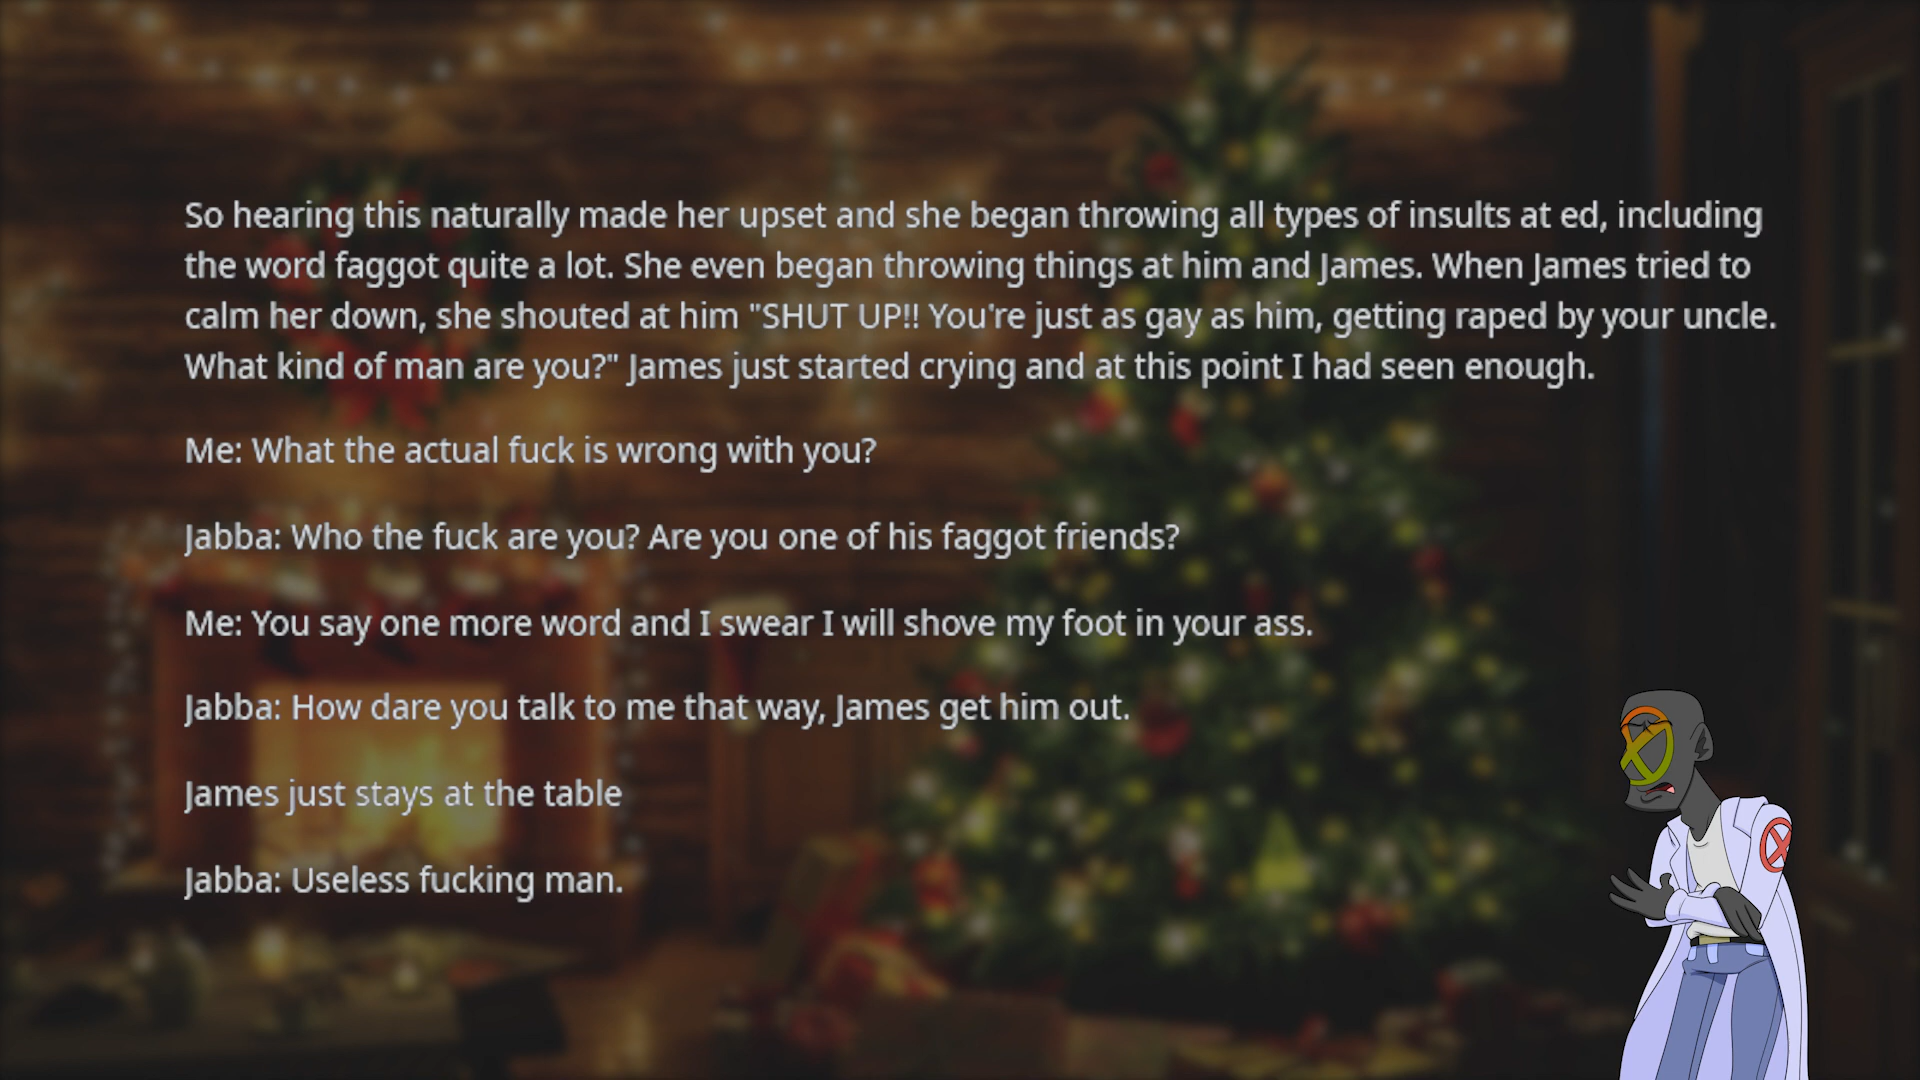 So hearing this naturally made her upset and she began throwing all types of insults at ed, including
the word faggot quite a lot. She even began throwing things at him and James. When James tried to
calm her down, she shouted at him "SHUT UP!! You're just as gay as him, getting raped by your uncle.
What kind of man are you?" James just started crying and at this point I had seen enough.
Me: What the actual fuck is wrong with you?
Jabba: Who the fuck are you? Are you one of his faggot friends?
Me: You say one more word and I swear I will shove my foot in your ass.
Jabba: How dare you talk to me that way, James get him out.
James just stays at the table
Jabba: Useless fucking man.